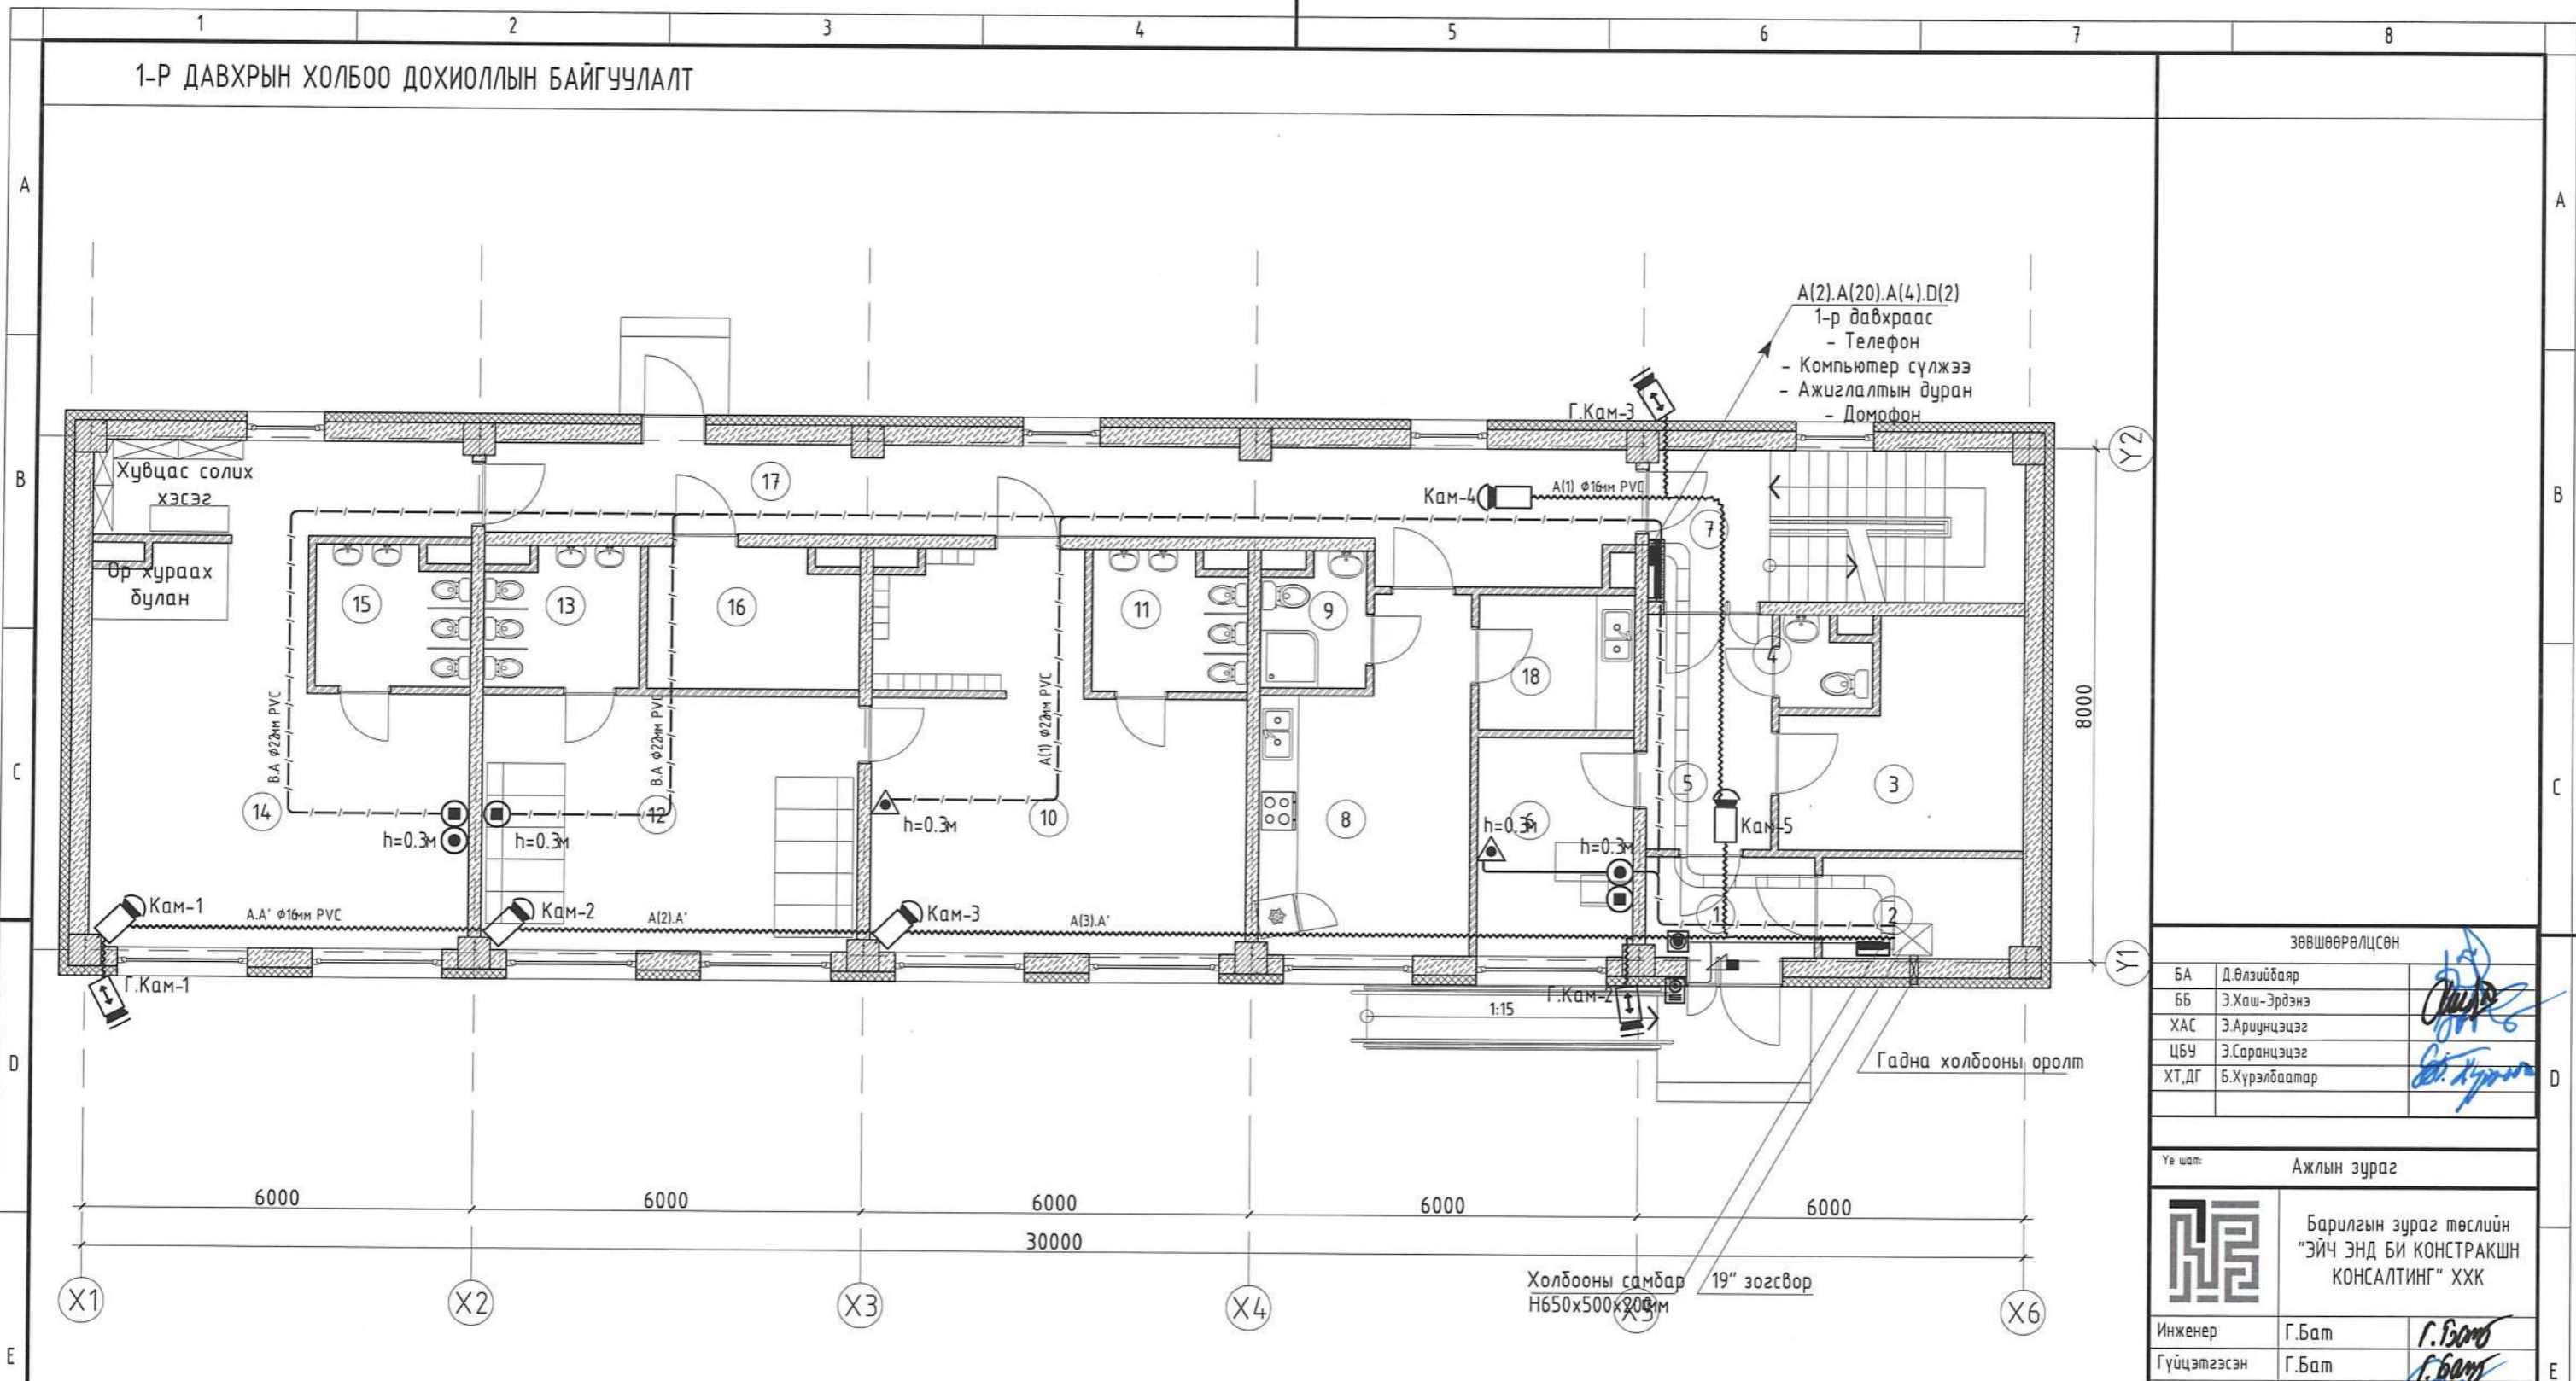 1 2 3 4 5 6 7 8
1-Р ДАВХРЫН ХОЛБОО ДОХИОЛЛЫН БАЙГУУЛАЛТ
A A
A(2).A(20).A(4).D(2)
1-р давхраас
- Телефон
- Компьютер сүлжээ
- Ажиглалтын дуран
- Домофон
Г.Кам-3
Y2
B B
Хувцас солих
хэсэг
17
Кам-4
A(1) Ф16мм PVC
7
Ор хураах
булан
15
13
16
11
9
18
4
8000
B.A Ф22мм PVC
B.A Ф22мм PVC
A(1) Ф22мм PVC
C C
14
12
10
8
6
5
3
h=0.3м
h=0.3м
h=0.3м
h=0.3м
h=0.3м
Кам-5
Кам-1
A.A' Ф16мм PVC
Кам-2
A(2).A'
Кам-3
A(3).A'
1
2
Y1
Г.Кам-1
Г.Кам-2
1:15
D D
Гадна холбооны оролт
ЗӨВШӨӨРӨЛЦСӨН
БА Д.Өлзийбаяр
ББ Э.Хаш-Эрдэнэ
ХАС Э.Ариунцэцэг
ЦБУ Э.Саранцэцэг
ХТ,ДГ Б.Хүрэлбаатар
Үе шат: Ажлын зураг
6000 6000 6000 6000 6000
30000
Барилгын зураг төслийн
"ЭЙЧ ЭНД БИ КОНСТРАКШН
КОНСАЛТИНГ" ХХК
Холбооны самбар
H650x500x200мм
19" зогсвор
X1 X2 X3 X4 X5 X6
Инженер Г.Бат Г.Бат
Гүйцэтгэсэн Г.Бат Г.Бат
E E